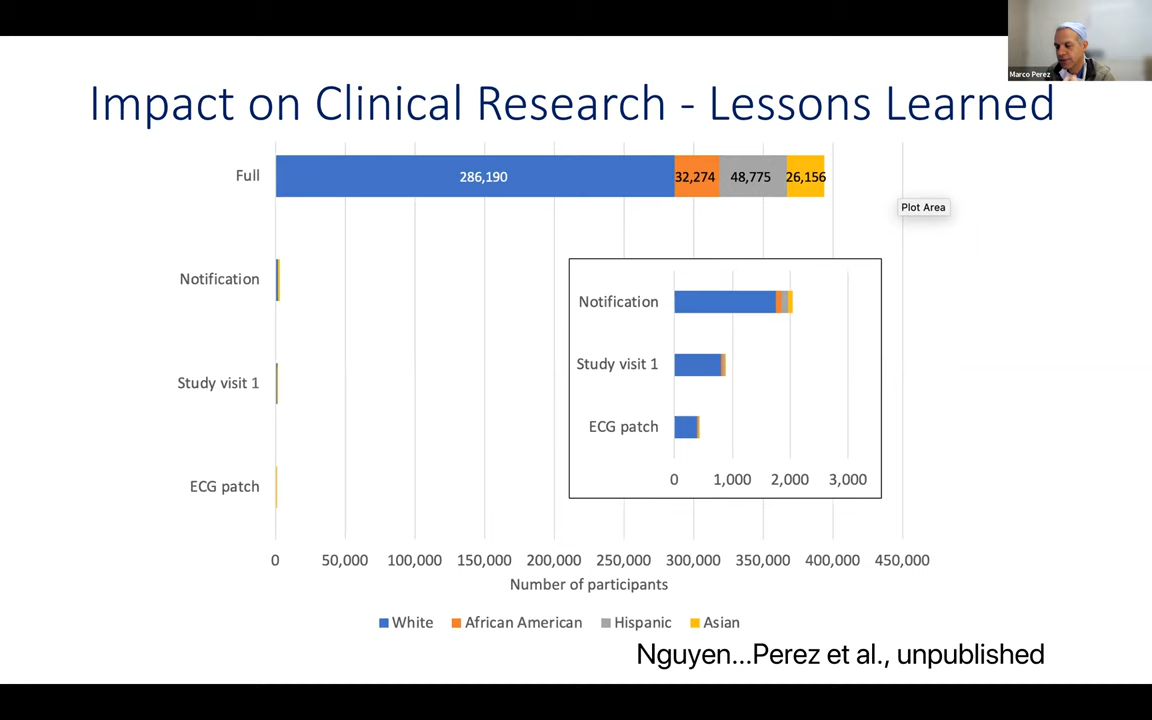 Marco Perez
Impact on Clinical Research - Lessons Learned
Full
286,190
32,274
48,775
26,156
Plot Area
Notification
Study visit 1
ECG patch
Notification
Study visit 1
ECG patch
0
1,000
2,000
3,000
0
50,000
100,000
150,000
200,000
250,000
300,000
350,000
400,000
450,000
Number of participants
White
African American
Hispanic
Asian
Nguyen...Perez et al., unpublished